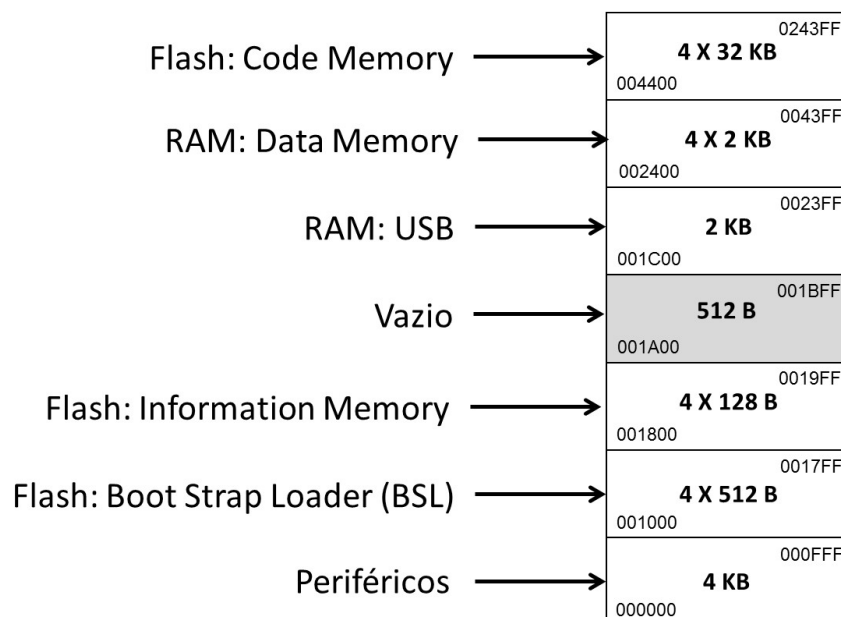 0243FF
Flash: Code Memory
4 X 32 KB
004400
0043FF
RAM: Data Memory
4 X 2 KB
002400
0023FF
RAM: USB
2 KB
001C00
001BFF
Vazio
512 B
001A00
0019FF
Flash: Information Memory
4 X 128 B
001800
0017FF
Flash: Boot Strap Loader (BSL)
4 X 512 B
001000
000FFF
Periféricos
4 KB
000000